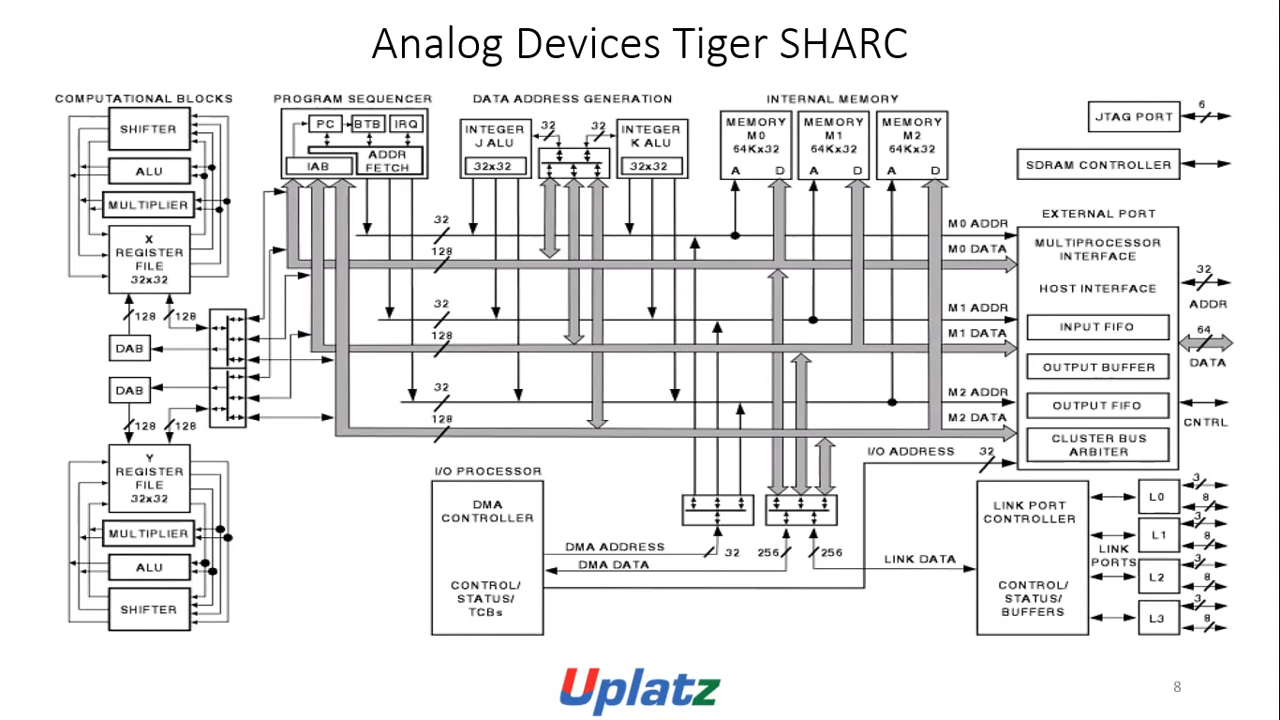 Analog Devices Tiger SHARC
COMPUTATIONAL BLOCKS
SHIFTER
ALU
MULTIPLIER
X
REGISTER
FILE
32x32
128
128
DAB
DAB
128
128
Y
REGISTER
FILE
32x32
MULTIPLIER
ALU
SHIFTER
PROGRAM SEQUENCER
PC
BTB
IRQ
IAB
ADDR
FETCH
DATA ADDRESS GENERATION
INTEGER
J ALU
32x32
32
32
INTEGER
K ALU
32x32
INTERNAL MEMORY
MEMORY
M0
64Kx32
A
D
MEMORY
M1
64Kx32
A
D
MEMORY
M2
64Kx32
A
D
JTAG PORT
6
SDRAM CONTROLLER
32
M0 ADDR
128
M0 DATA
32
M1 ADDR
128
M1 DATA
32
M2 ADDR
128
M2 DATA
I/O ADDRESS
32
EXTERNAL PORT
MULTIPROCESSOR
INTERFACE
HOST INTERFACE
INPUT FIFO
OUTPUT BUFFER
OUTPUT FIFO
CLUSTER BUS
ARBITER
32
ADDR
64
DATA
CNTRL
I/O PROCESSOR
DMA
CONTROLLER
CONTROL/
STATUS/
TCBs
DMA ADDRESS
32
DMA DATA
256
256
LINK DATA
LINK PORT
CONTROLLER
CONTROL/
STATUS/
BUFFERS
LINK
PORTS
L0
3
8
L1
3
8
L2
3
8
L3
3
8
Uplatz
8